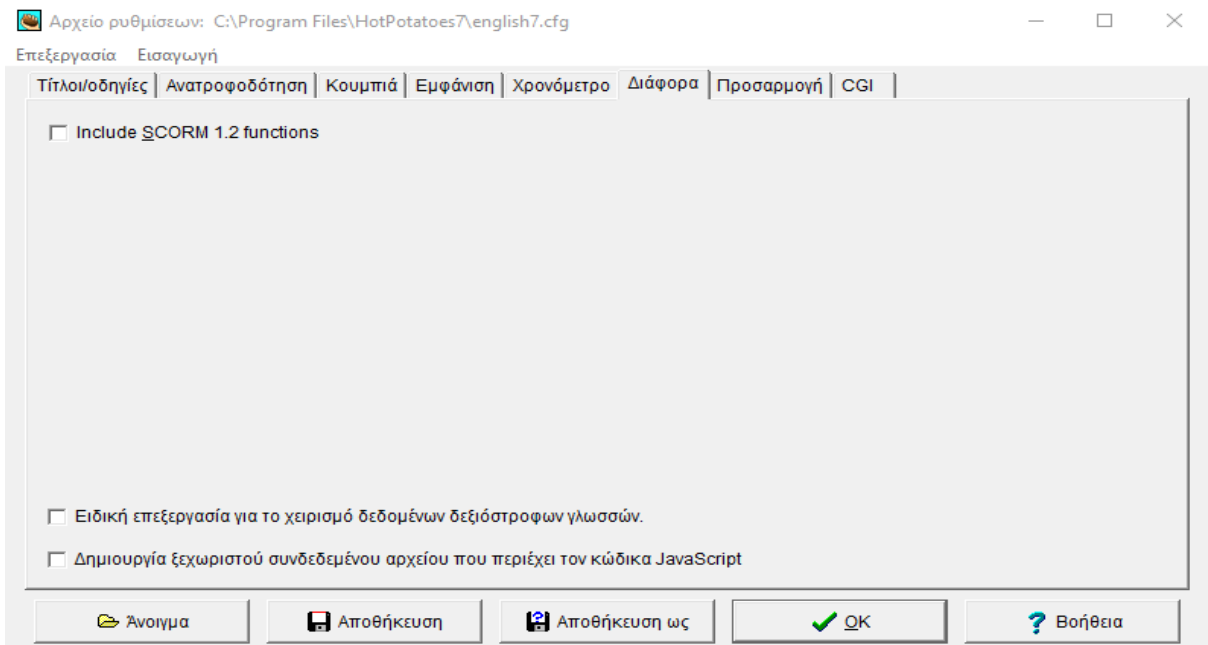 Αρχείο ρυθμίσεων: C:\Program Files\HotPotatoes7\english7.cfg
Επεξεργασία Εισαγωγή
Τίτλοι/οδηγίες Ανατροφοδότηση Κουμπιά Εμφάνιση Χρονόμετρο Διάφορα Προσαρμογή CGI
Include SCORM 1.2 functions
Ειδική επεξεργασία για το χειρισμό δεδομένων δεξιόστροφων γλωσσών.
Δημιουργία ξεχωριστού συνδεδεμένου αρχείου που περιέχει τον κώδικα JavaScript
Άνοιγμα Αποθήκευση Αποθήκευση ως OK Βοήθεια